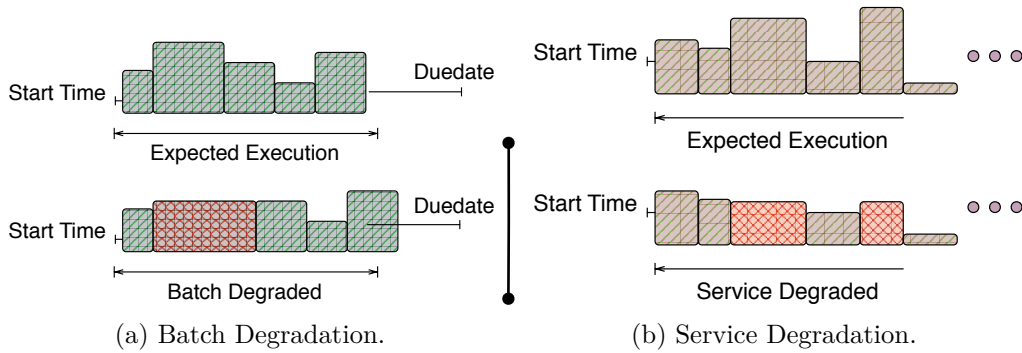 Start Time
Duedate
Expected Execution
Start Time
Duedate
Batch Degraded
(a) Batch Degradation.
Start Time
Expected Execution
Start Time
Service Degraded
(b) Service Degradation.